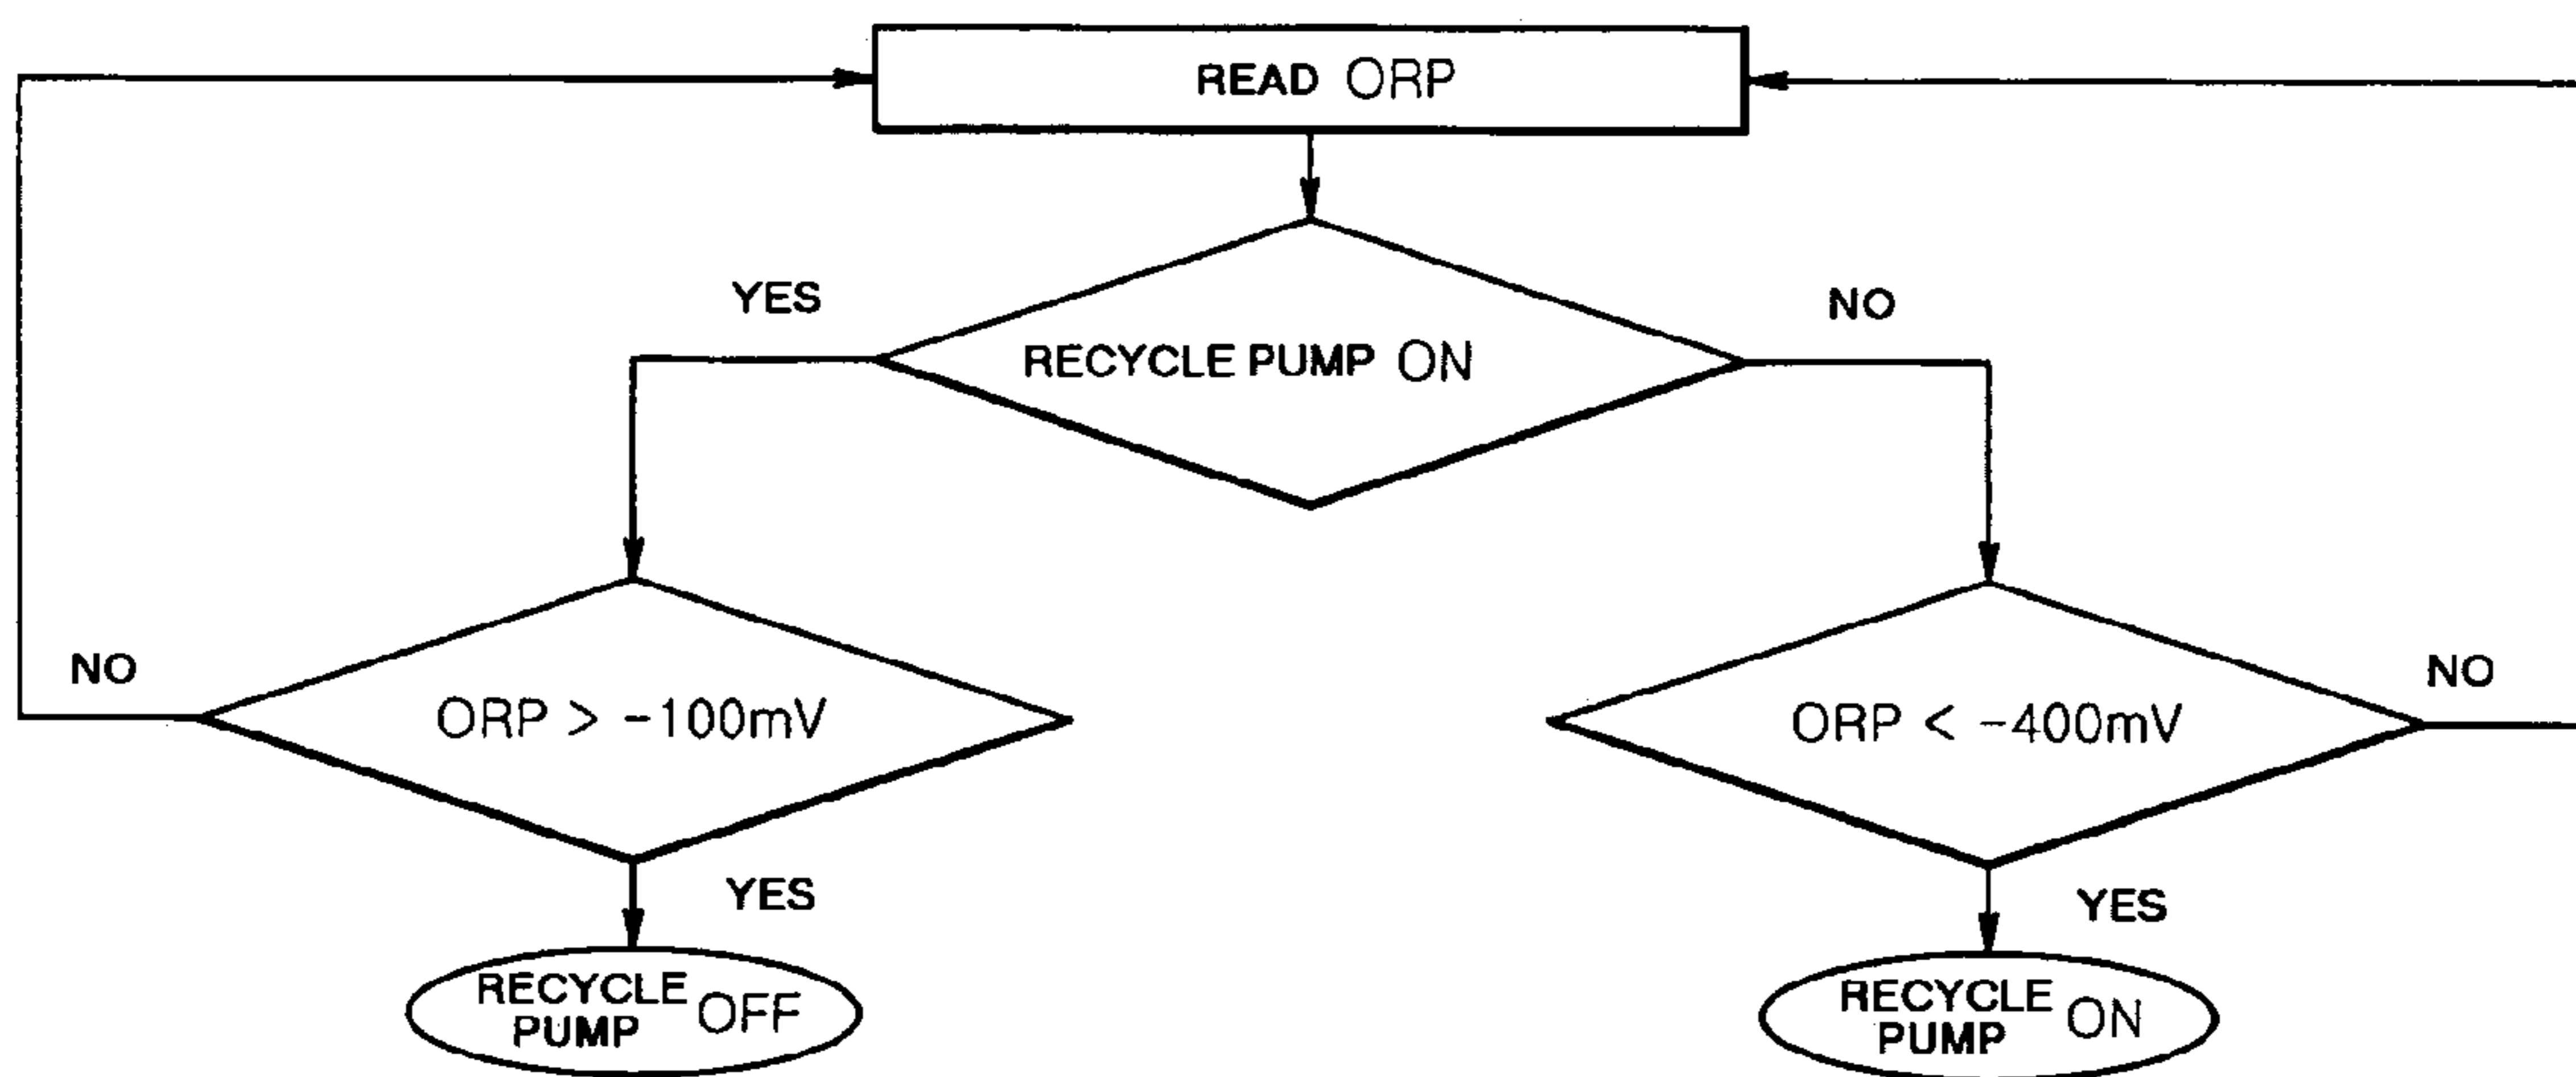 READ ORP
YES
NO
RECYCLE PUMP ON
NO
ORP > -100mV
ORP < -400mV
NO
YES
YES
RECYCLE
PUMP OFF
RECYCLE
PUMP ON